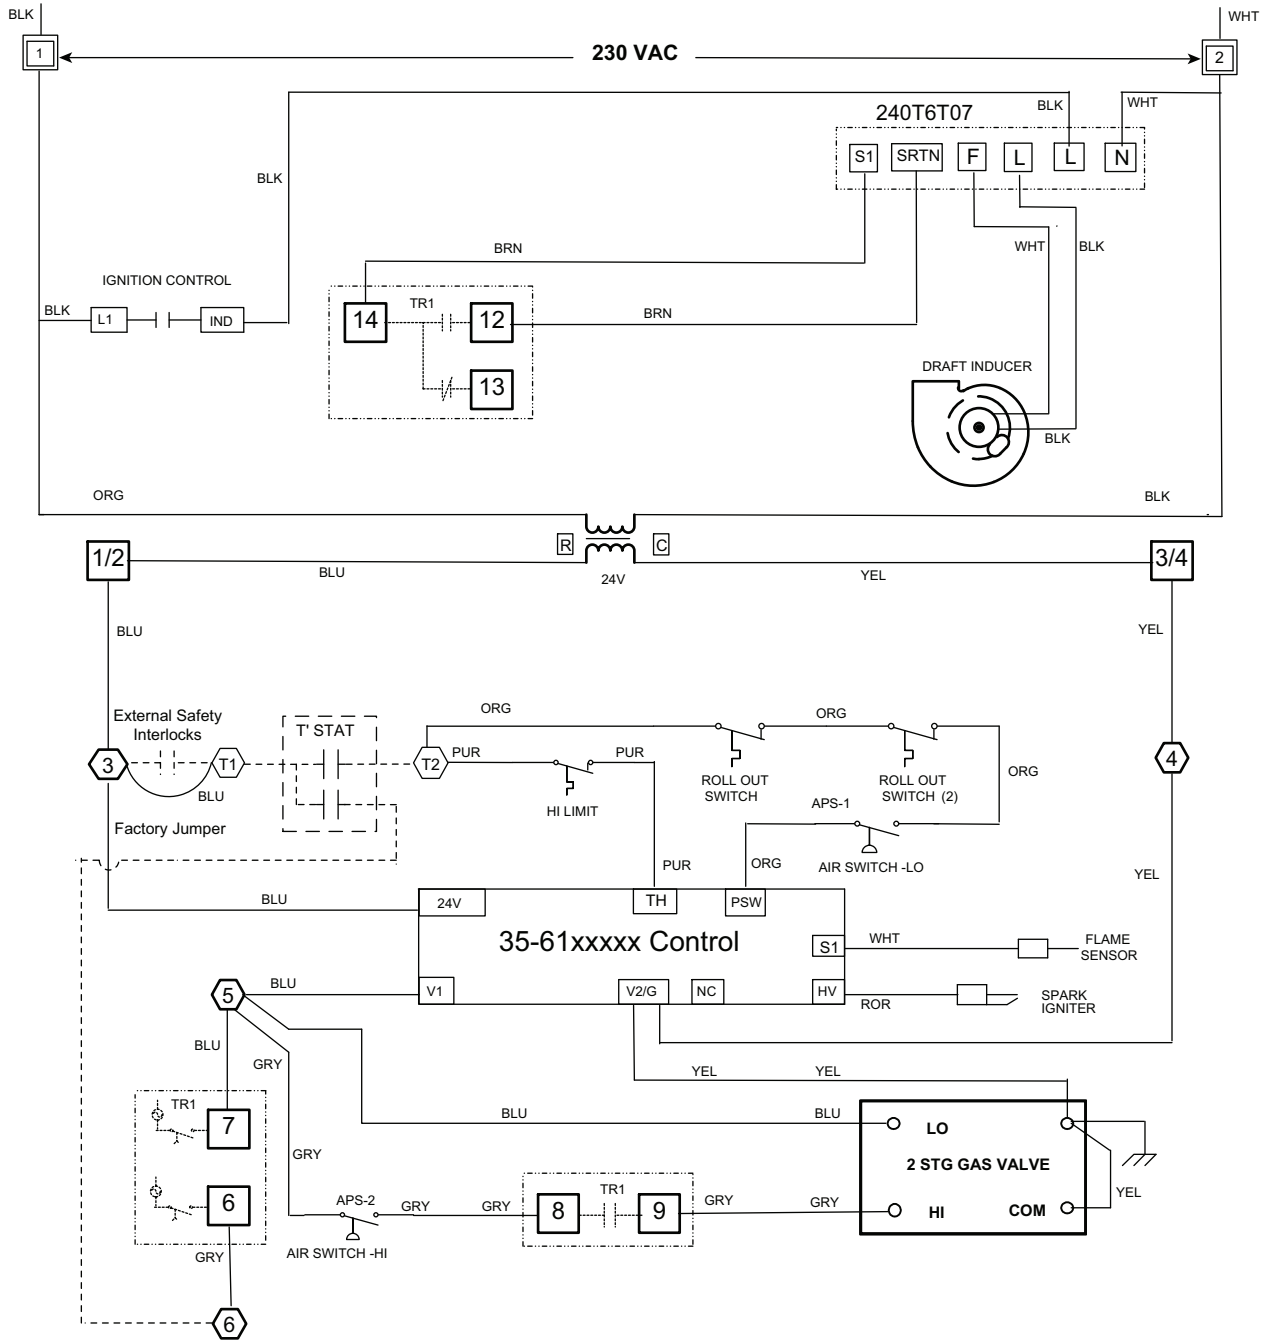 BLK
WHT
1
230 VAC
2
240T6T07
BLK
WHT
S1
SRTN
F
L
L
N
BLK
BRN
WHT
BLK
IGNITION CONTROL
BLK
L1
IND
14
TR1
12
BRN
13
DRAFT INDUCER
BLK
ORG
BLK
1/2
R
C
3/4
BLU
24V
YEL
BLU
YEL
External Safety
Interlocks
T' STAT
ORG
ORG
3
T1
T2
PUR
PUR
4
BLU
HI LIMIT
ROLL OUT
SWITCH
ROLL OUT
SWITCH (2)
ORG
APS-1
Factory Jumper
PUR
ORG
AIR SWITCH -LO
YEL
BLU
24V
TH
PSW
35-61xxxxx Control
S1
WHT
FLAME
SENSOR
5
BLU
V1
V2/G
NC
HV
ROR
SPARK
IGNITER
BLU
GRY
YEL
YEL
TR1
7
BLU
BLU
LO
2 STG GAS VALVE
GRY
YEL
6
APS-2
GRY
GRY
8
TR1
9
GRY
GRY
HI
COM
AIR SWITCH -HI
GRY
6